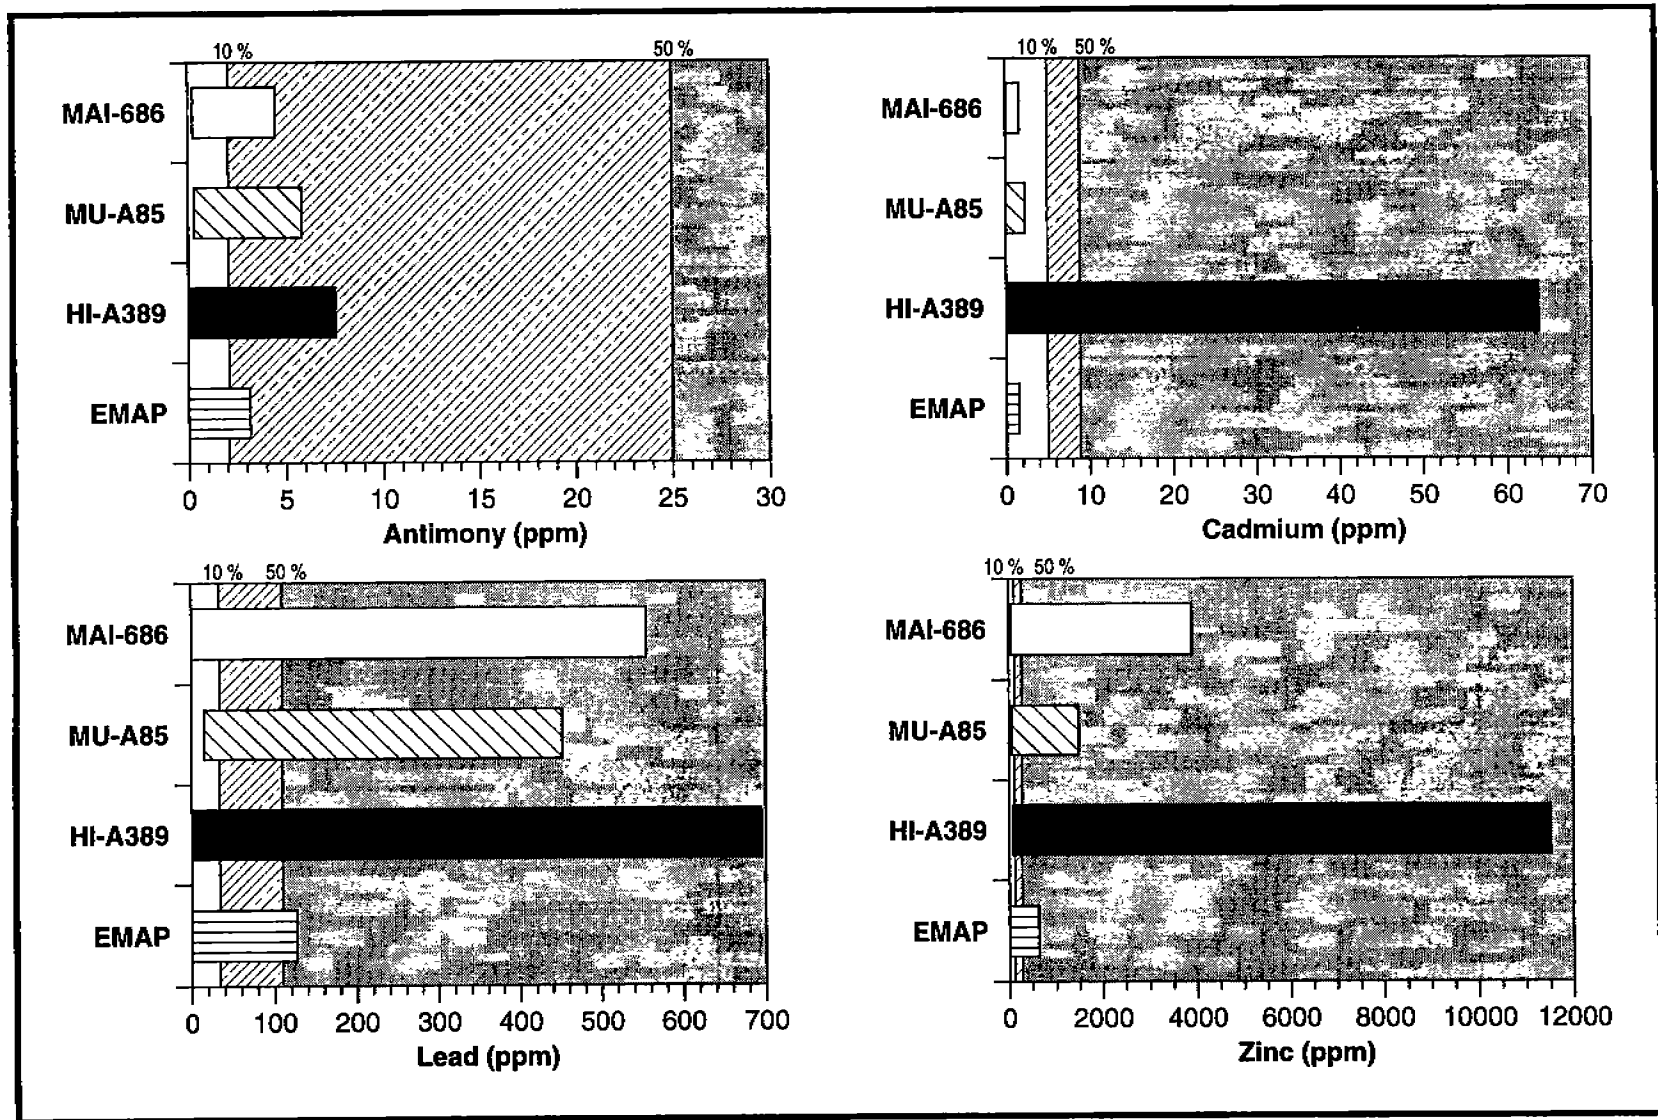 10 % 50 %
MAI-686
MU-A85
HI-A389
EMAP
0 5 10 15 20 25 30
Antimony (ppm)
10 % 50 %
MAI-686
MU-A85
HI-A389
EMAP
0 10 20 30 40 50 60 70
Cadmium (ppm)
10 % 50 %
MAI-686
MU-A85
HI-A389
EMAP
0 100 200 300 400 500 600 700
Lead (ppm)
10 % 50 %
MAI-686
MU-A85
HI-A389
EMAP
0 2000 4000 6000 8000 10000 12000
Zinc (ppm)